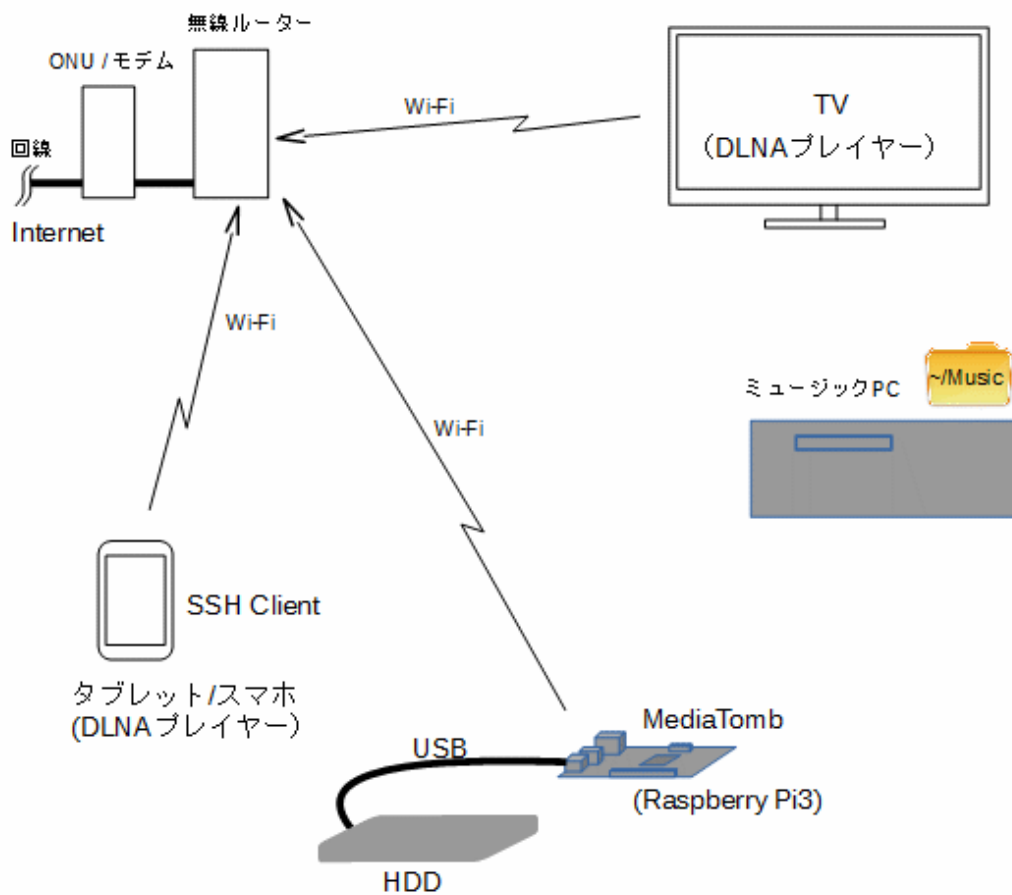 無線ルーター
ONU / モデム
回線
Internet
Wi-Fi
TV
（DLNAプレイヤー）
Wi-Fi
ミュージックPC
~/Music
Wi-Fi
SSH Client
タブレット/スマホ
(DLNAプレイヤー）
MediaTomb
USB
(Raspberry Pi3)
HDD